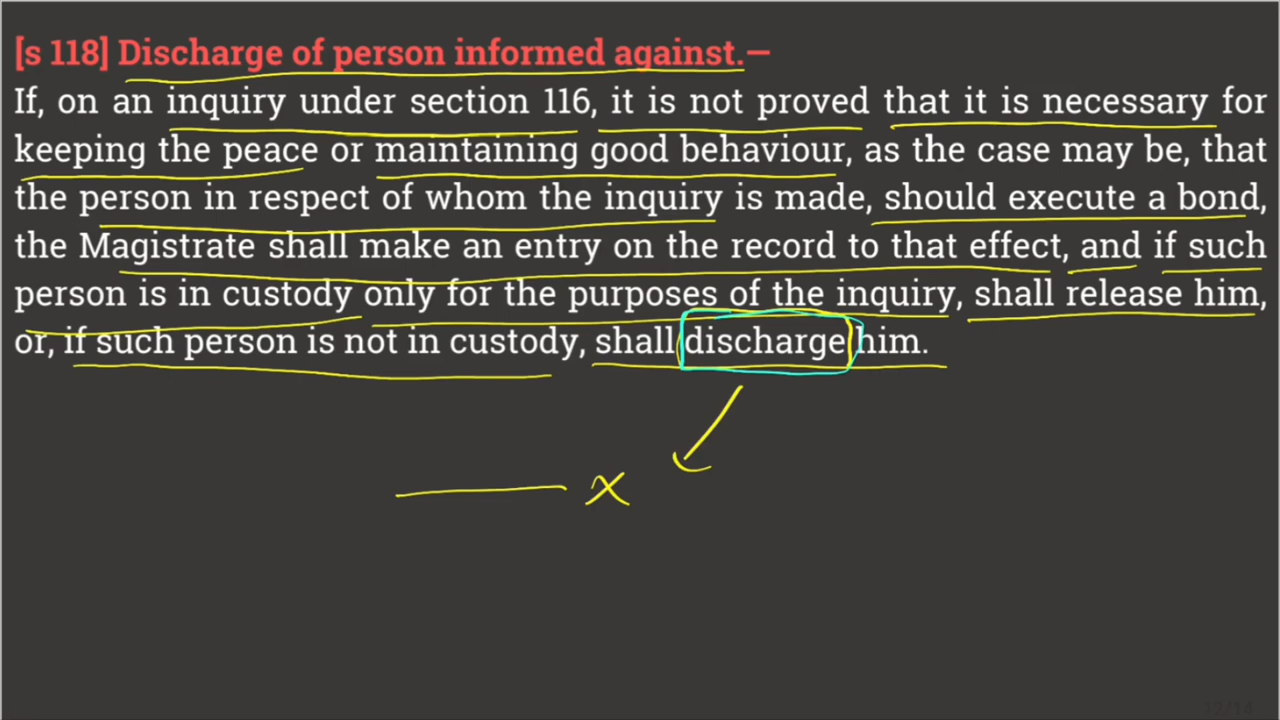 [s 118] Discharge of person informed against.—
If, on an inquiry under section 116, it is not proved that it is necessary for
keeping the peace or maintaining good behaviour, as the case may be, that
the person in respect of whom the inquiry is made, should execute a bond,
the Magistrate shall make an entry on the record to that effect, and if such
person is in custody only for the purposes of the inquiry, shall release him,
or, if such person is not in custody, shall discharge him.
x
12/14